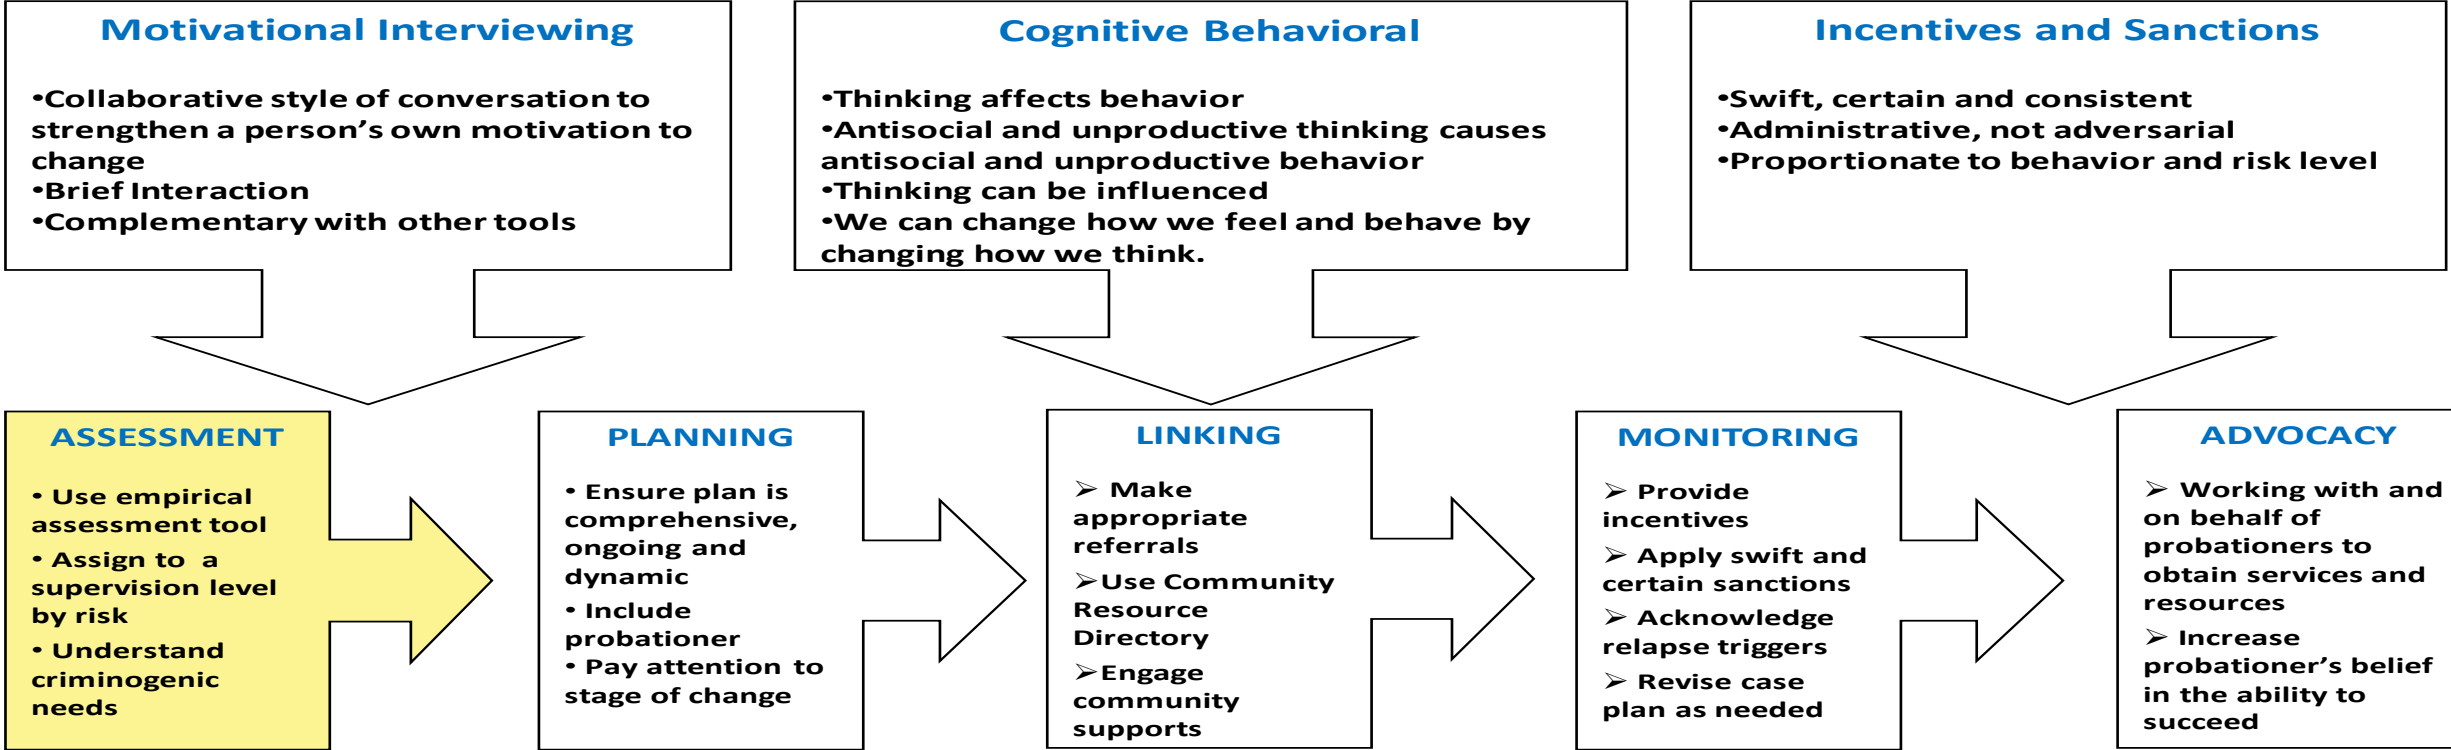 Motivational Interviewing
•Collaborative style of conversation to
strengthen a person’s own motivation to
change
•Brief Interaction
•Complementary with other tools
Cognitive Behavioral
•Thinking affects behavior
•Antisocial and unproductive thinking causes
antisocial and unproductive behavior
•Thinking can be influenced
•We can change how we feel and behave by
changing how we think.
Incentives and Sanctions
•Swift, certain and consistent
•Administrative, not adversarial
•Proportionate to behavior and risk level
ASSESSMENT
• Use empirical
assessment tool
• Assign to a
supervision level
by risk
• Understand
criminogenic
needs
PLANNING
• Ensure plan is
comprehensive,
ongoing and
dynamic
• Include
probationer
• Pay attention to
stage of change
LINKING
➢ Make
appropriate
referrals
➢Use Community
Resource
Directory
➢Engage
community
supports
MONITORING
➢ Provide
incentives
➢ Apply swift and
certain sanctions
➢ Acknowledge
relapse triggers
➢ Revise case
plan as needed
ADVOCACY
➢ Working with and
on behalf of
probationers to
obtain services and
resources
➢ Increase
probationer’s belief
in the ability to
succeed